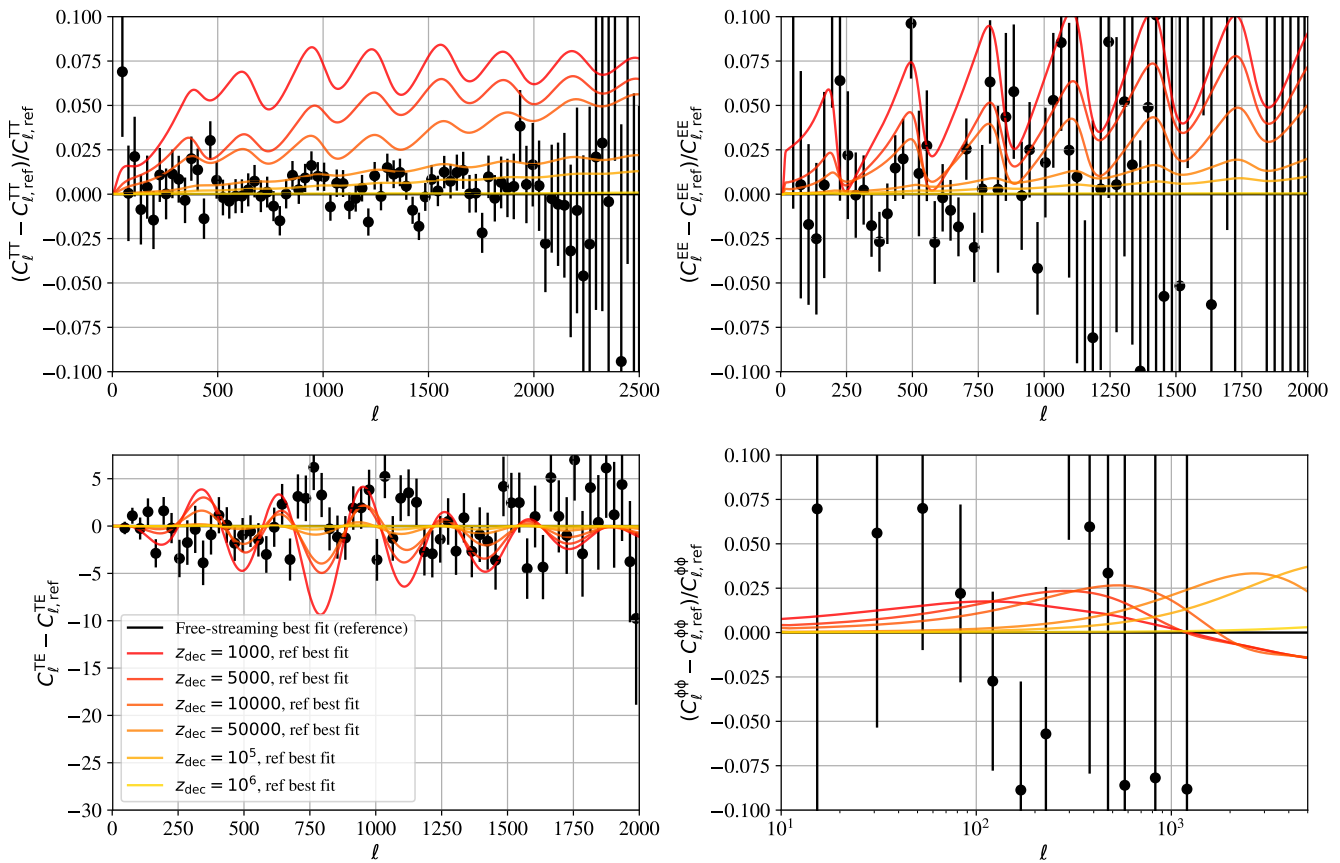 0.100
0.075
0.050
0.025
0.000
−0.025
−0.050
−0.075
−0.100
(C_ℓ^TT − C_ℓ,ref^TT)/C_ℓ,ref^TT
0 500 1000 1500 2000 2500
ℓ
0.100
0.075
0.050
0.025
0.000
−0.025
−0.050
−0.075
−0.100
(C_ℓ^EE − C_ℓ,ref^EE)/C_ℓ,ref^EE
0 250 500 750 1000 1250 1500 1750 2000
ℓ
5
0
−5
−10
−15
−20
−25
−30
C_ℓ^TE − C_ℓ,ref^TE
Free-streaming best fit (reference)
z_dec = 1000, ref best fit
z_dec = 5000, ref best fit
z_dec = 10000, ref best fit
z_dec = 50000, ref best fit
z_dec = 10^5, ref best fit
z_dec = 10^6, ref best fit
0 250 500 750 1000 1250 1500 1750 2000
ℓ
0.100
0.075
0.050
0.025
0.000
−0.025
−0.050
−0.075
−0.100
(C_ℓ^ϕϕ − C_ℓ,ref^ϕϕ)/C_ℓ,ref^ϕϕ
10^1 10^2 10^3
ℓ